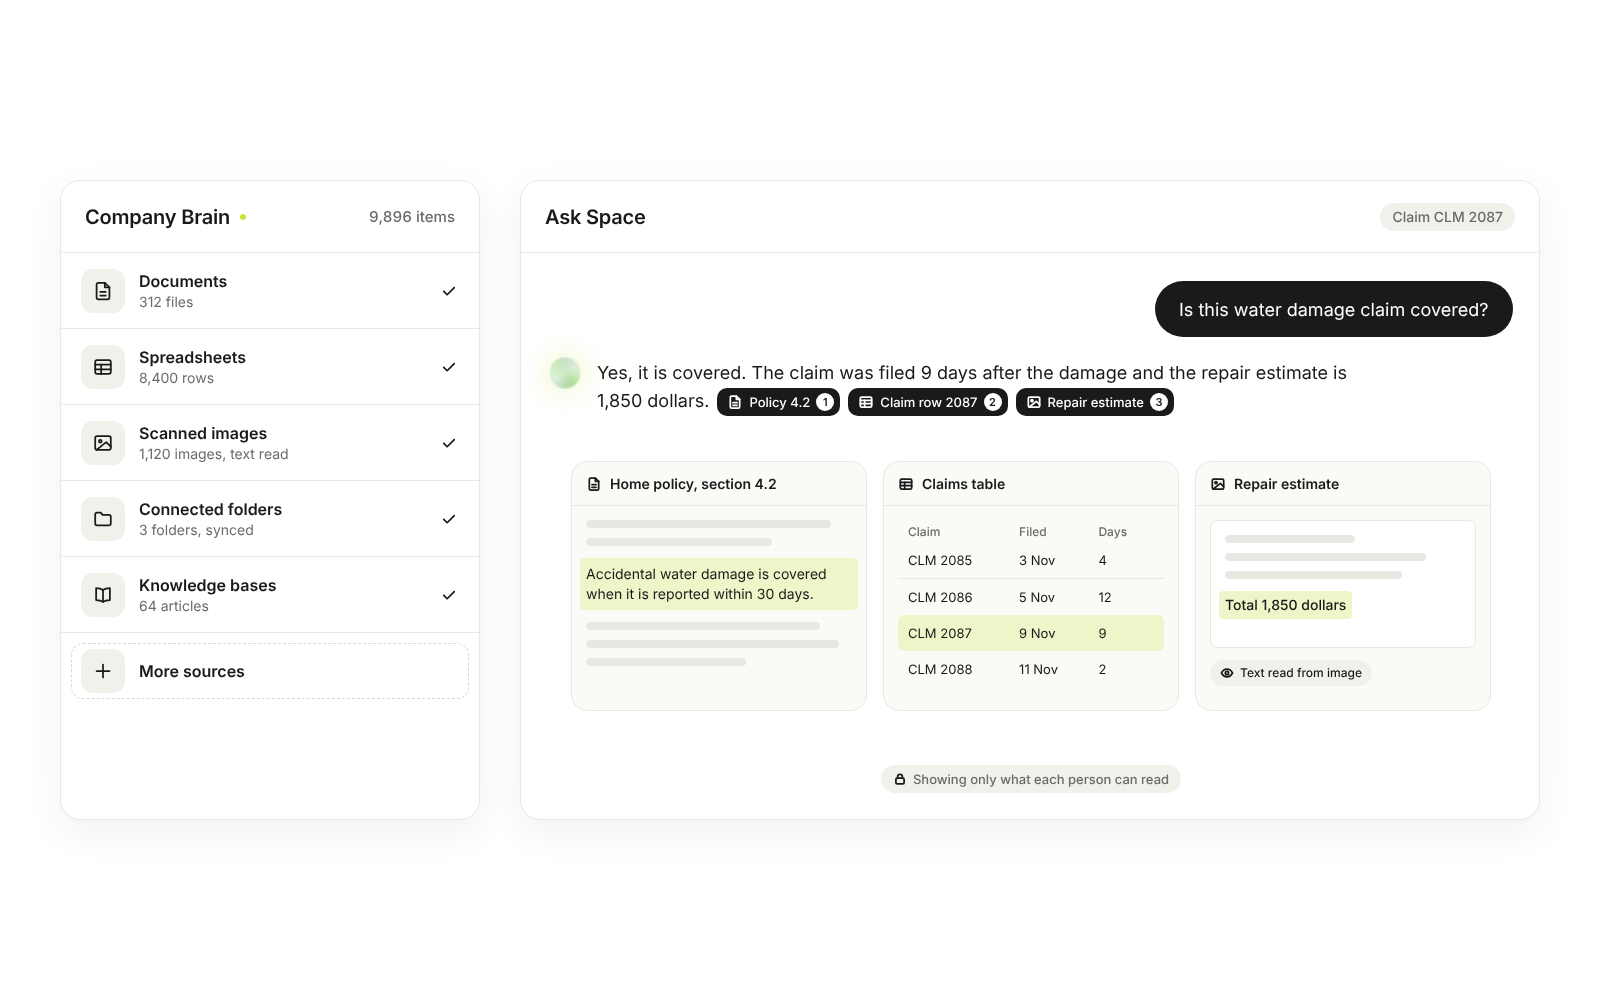 Company Brain
9,896 items
Documents
312 files
Spreadsheets
8,400 rows
Scanned images
1,120 images, text read
Connected folders
3 folders, synced
Knowledge bases
64 articles
More sources
Ask Space
Claim CLM 2087
Is this water damage claim covered?
Yes, it is covered. The claim was filed 9 days after the damage and the repair estimate is
1,850 dollars. Policy 4.2 1 Claim row 2087 2 Repair estimate 3
Home policy, section 4.2
Accidental water damage is covered
when it is reported within 30 days.
Claims table
Claim Filed Days
CLM 2085 3 Nov 4
CLM 2086 5 Nov 12
CLM 2087 9 Nov 9
CLM 2088 11 Nov 2
Repair estimate
Total 1,850 dollars
Text read from image
Showing only what each person can read